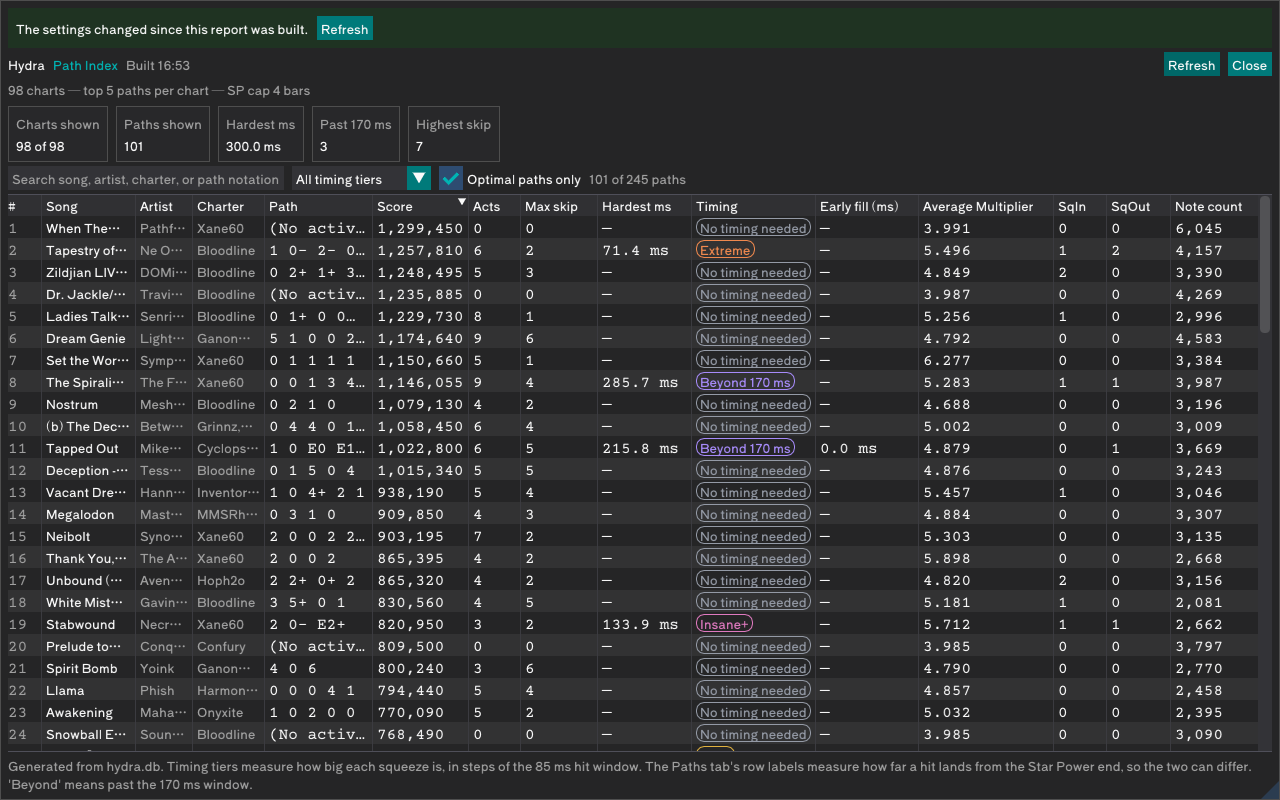 The settings changed since this report was built. Refresh
Hydra Path Index Built 16:53 Refresh Close
98 charts — top 5 paths per chart — SP cap 4 bars
Charts shown Paths shown Hardest ms Past 170 ms Highest skip
98 of 98 101 300.0 ms 3 7
Search song, artist, charter, or path notation All timing tiers Optimal paths only 101 of 245 paths
# Song Artist Charter Path Score Acts Max skip Hardest ms Timing Early fill (ms) Average Multiplier SqIn SqOut Note count
1 When The··· Pathf··· Xane60 (No activ… 1,299,450 0 0 — No timing needed — 3.991 0 0 6,045
2 Tapestry of··· Ne O··· Bloodline 1 0- 2- 0… 1,257,810 6 2 71.4 ms Extreme — 5.496 1 2 4,157
3 Zildjian LIV··· DOMi··· Bloodline 0 2+ 1+ 3… 1,248,495 5 3 — No timing needed — 4.849 2 0 3,390
4 Dr. Jackle/··· Travi··· Bloodline (No activ… 1,235,885 0 0 — No timing needed — 3.987 0 0 4,269
5 Ladies Talk··· Senri··· Bloodline 0 1+ 0 0… 1,229,730 8 1 — No timing needed — 5.256 1 0 2,996
6 Dream Genie Light··· Ganon··· 5 1 0 0 2… 1,174,640 9 6 — No timing needed — 4.792 0 0 4,583
7 Set the Wor··· Symp··· Xane60 0 1 1 1 1 1,150,660 5 1 — No timing needed — 6.277 0 0 3,384
8 The Spirali··· The F··· Xane60 0 0 1 3 4… 1,146,055 9 4 285.7 ms Beyond 170 ms — 5.283 1 1 3,987
9 Nostrum Mesh··· Bloodline 0 2 1 0 1,079,130 4 2 — No timing needed — 4.688 0 0 3,196
10 (b) The Dec··· Betw··· Grinnz,··· 0 4 4 0 1… 1,058,450 6 4 — No timing needed — 5.002 0 0 3,009
11 Tapped Out Mike··· Cyclops··· 1 0 E0 E1… 1,022,800 6 5 215.8 ms Beyond 170 ms 0.0 ms 4.879 0 1 3,669
12 Deception -··· Tess··· Bloodline 0 1 5 0 4 1,015,340 5 5 — No timing needed — 4.876 0 0 3,243
13 Vacant Dre··· Hann··· Inventor··· 1 0 4+ 2 1 938,190 5 4 — No timing needed — 5.457 1 0 3,046
14 Megalodon Mast··· MMSRh··· 0 3 1 0 909,850 4 3 — No timing needed — 4.884 0 0 3,307
15 Neibolt Syno··· Xane60 2 0 0 2 2… 903,195 7 2 — No timing needed — 5.303 0 0 3,135
16 Thank You,··· The A··· Xane60 2 0 0 2 865,395 4 2 — No timing needed — 5.898 0 0 2,668
17 Unbound (··· Aven··· Hoph2o 2 2+ 0+ 2 865,320 4 2 — No timing needed — 4.820 2 0 3,156
18 White Mist··· Gavin··· Bloodline 3 5+ 0 1 830,560 4 5 — No timing needed — 5.181 1 0 2,081
19 Stabwound Necr··· Xane60 2 0- E2+ 820,950 3 2 133.9 ms Insane+ — 5.712 1 1 2,662
20 Prelude to··· Conq··· Confury (No activ… 809,500 0 0 — No timing needed — 3.985 0 0 3,797
21 Spirit Bomb Yoink Ganon··· 4 0 6 800,240 3 6 — No timing needed — 4.790 0 0 2,770
22 Llama Phish Harmon··· 0 0 0 4 1 794,440 5 4 — No timing needed — 4.857 0 0 2,458
23 Awakening Maha··· Onyxite 1 0 2 0 0 770,090 5 2 — No timing needed — 5.032 0 0 2,395
24 Snowball E··· Soun··· Bloodline (No activ… 768,490 0 0 — No timing needed — 3.985 0 0 3,090
Generated from hydra.db. Timing tiers measure how big each squeeze is, in steps of the 85 ms hit window. The Paths tab's row labels measure how far a hit lands from the Star Power end, so the two can differ.
'Beyond' means past the 170 ms window.